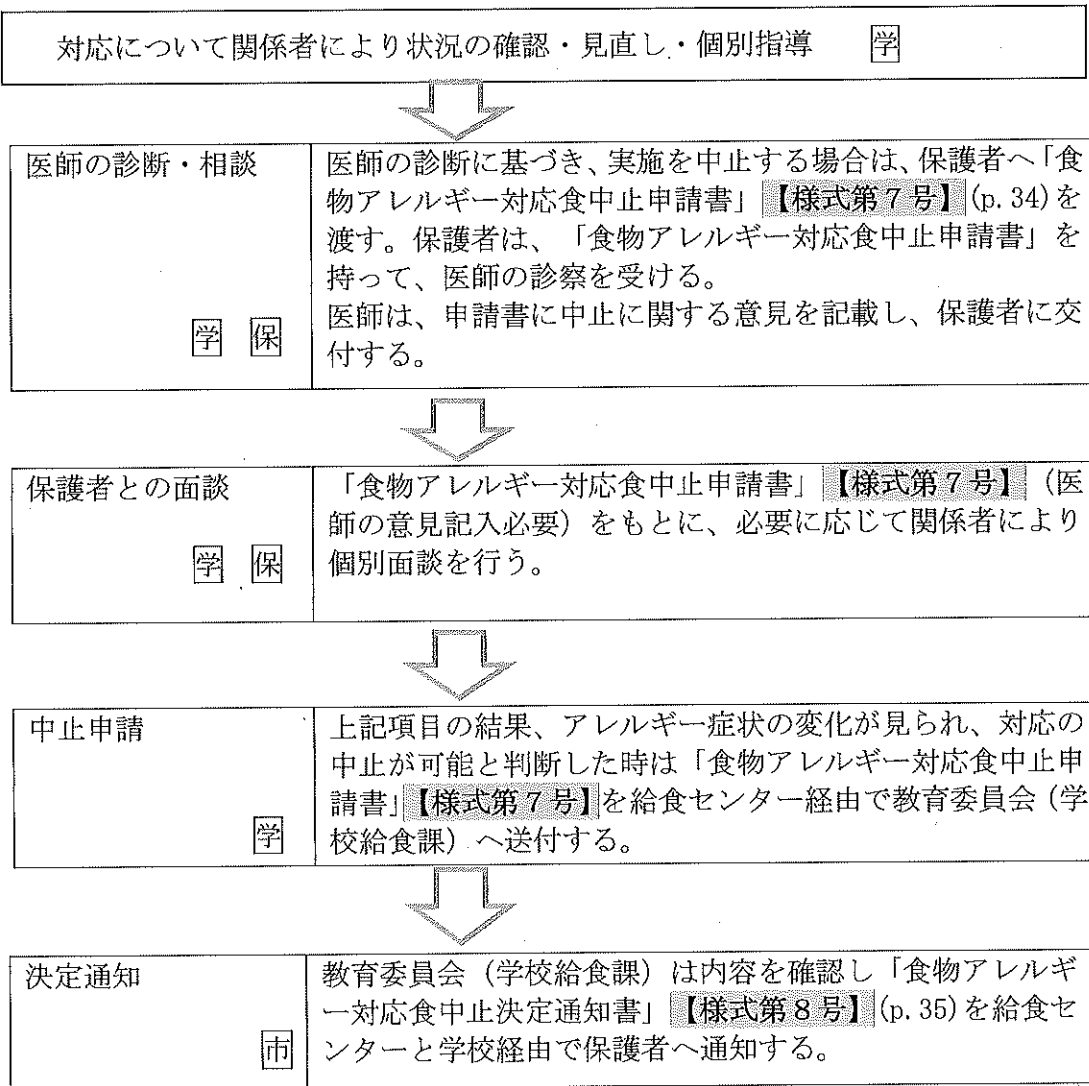 対応について関係者により状況の確認・見直し・個別指導 学
医師の診断・相談
学 保
医師の診断に基づき、実施を中止する場合は、保護者へ「食
物アレルギー対応食中止申請書」【様式第7号】(p.34)を
渡す。保護者は、「食物アレルギー対応食中止申請書」を
持って、医師の診察を受ける。
医師は、申請書に中止に関する意見を記載し、保護者に交
付する。
保護者との面談
学 保
「食物アレルギー対応食中止申請書」【様式第7号】（医
師の意見記入必要）をもとに、必要に応じて関係者により
個別面談を行う。
中止申請
学
上記項目の結果、アレルギー症状の変化が見られ、対応の
中止が可能と判断した時は「食物アレルギー対応食中止申
請書」【様式第7号】を給食センター経由で教育委員会（学
校給食課）へ送付する。
決定通知
市
教育委員会（学校給食課）は内容を確認し「食物アレルギ
ー対応食中止決定通知書」【様式第8号】(p.35)を給食セ
ンターと学校経由で保護者へ通知する。